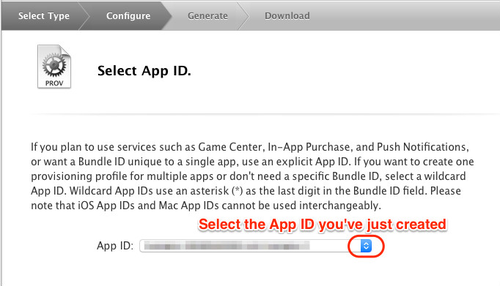 Select Type
Configure
Generate
Download
PROV
Select App ID.
If you plan to use services such as Game Center, In-App Purchase, and Push Notifications,
or want a Bundle ID unique to a single app, use an explicit App ID. If you want to create one
provisioning profile for multiple apps or don't need a specific Bundle ID, select a wildcard
App ID. Wildcard App IDs use an asterisk (*) as the last digit in the Bundle ID field. Please
note that iOS App IDs and Mac App IDs cannot be used interchangeably.
Select the App ID you've just created
App ID: